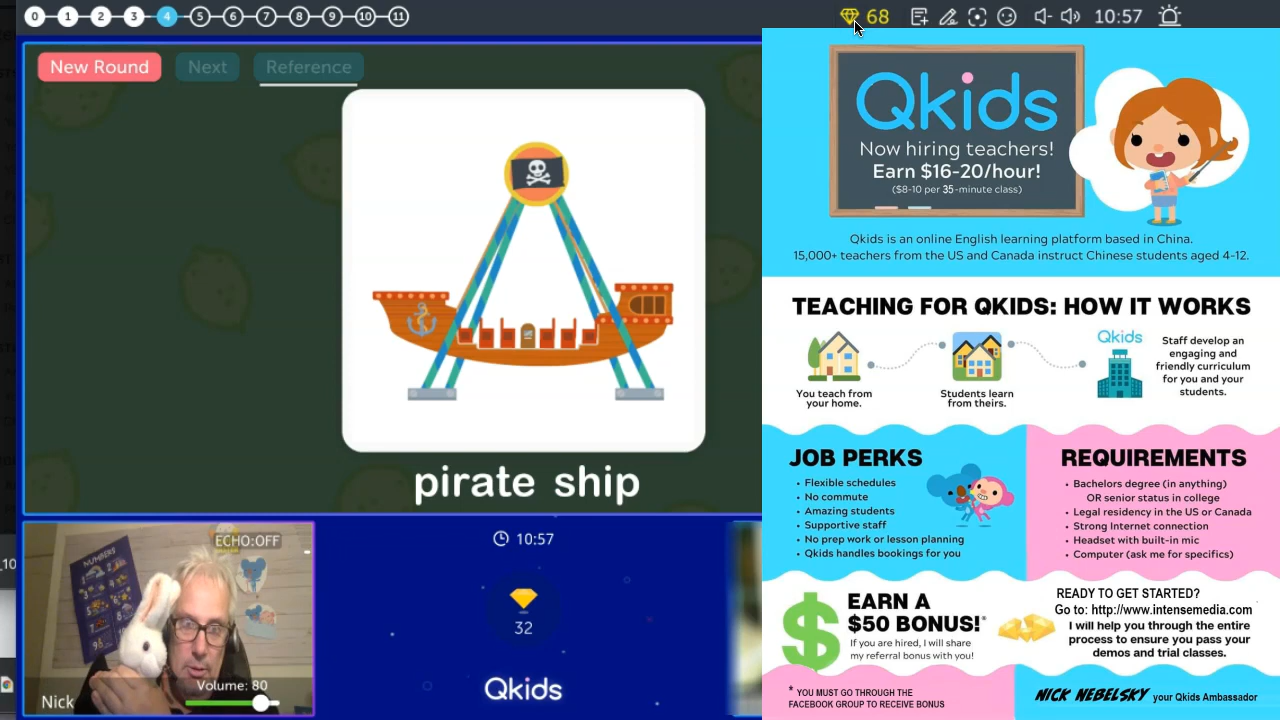 0 1 2 3 4 5 6 7 8 9 10 11
68
10:57
New Round
Next
Reference
pirate ship
NUMBERS
ECHO:OFF
Nick
Volume: 80
10:57
32
Qkids
Qkids
Now hiring teachers!
Earn $16-20/hour!
($8-10 per 35-minute class)
Qkids is an online English learning platform based in China.
15,000+ teachers from the US and Canada instruct Chinese students aged 4-12.
TEACHING FOR QKIDS: HOW IT WORKS
You teach from
your home.
Students learn
from theirs.
Qkids
Staff develop an
engaging and
friendly curriculum
for you and your
students.
JOB PERKS
• Flexible schedules
• No commute
• Amazing students
• Supportive staff
• No prep work or lesson planning
• Qkids handles bookings for you
REQUIREMENTS
• Bachelors degree (in anything)
OR senior status in college
• Legal residency in the US or Canada
• Strong Internet connection
• Headset with built-in mic
• Computer (ask me for specifics)
$
EARN A
$50 BONUS!*
If you are hired, I will share
my referral bonus with you!
READY TO GET STARTED?
Go to: http://www.intensemedia.com
I will help you through the entire
process to ensure you pass your
demos and trial classes.
* YOU MUST GO THROUGH THE
FACEBOOK GROUP TO RECEIVE BONUS
NICK NEBELSKY your Qkids Ambassador